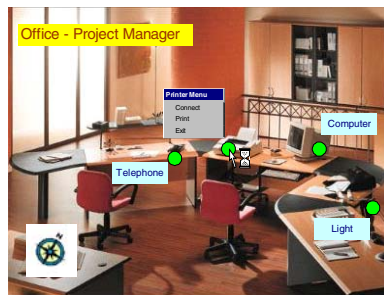 Office - Project Manager
Printer Menu
Connect
Print
Exit
Computer
Telephone
Light